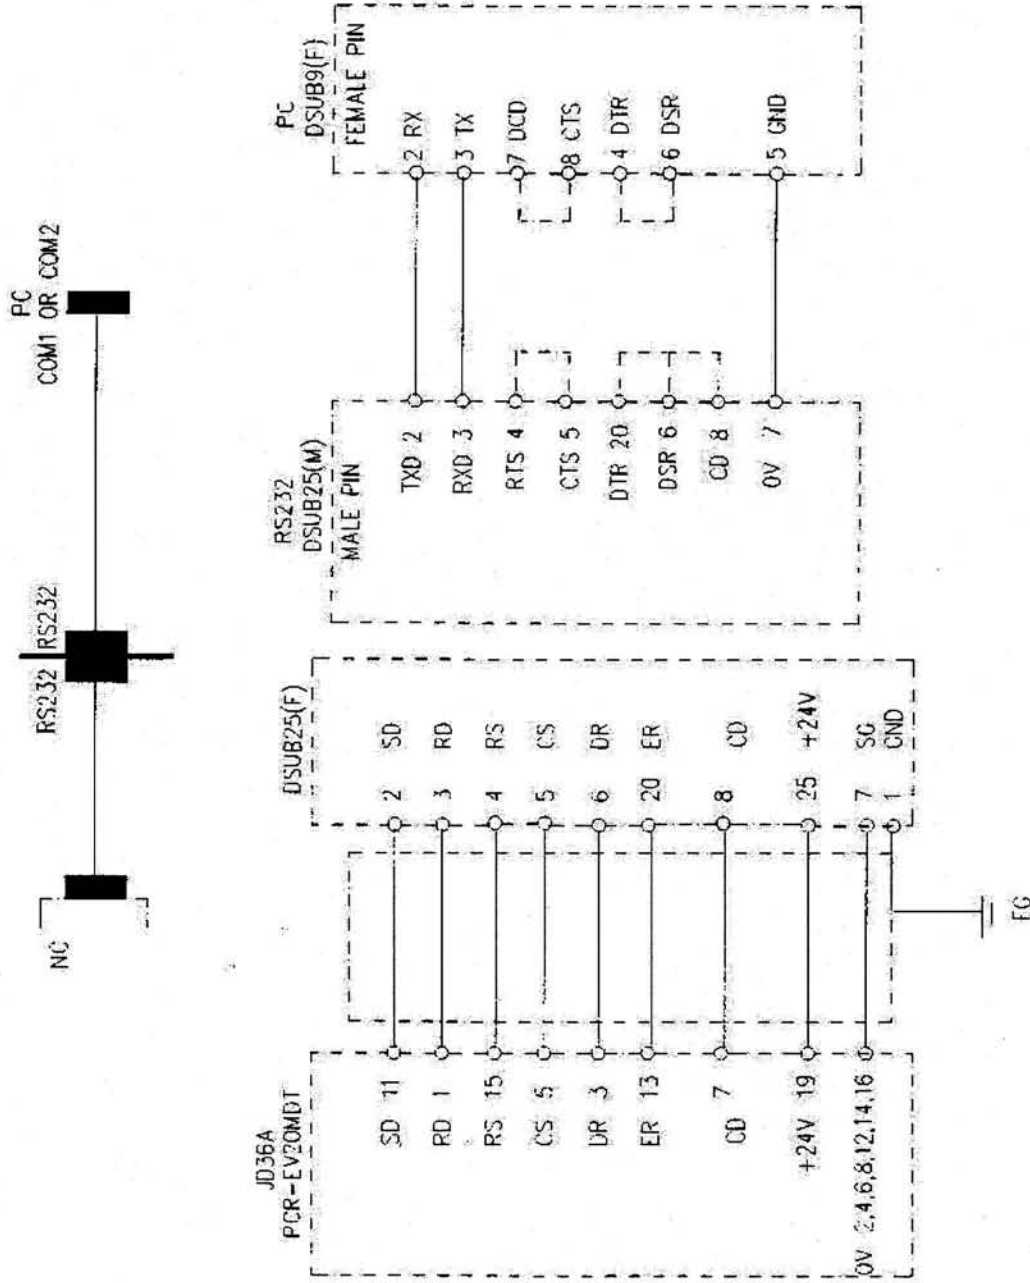 NC
RS232 RS232
PC
COM1 OR COM2
JD36A
PCR-EV20MDT
SD 11
RD 1
RS 15
CS 5
DR 3
ER 13
CD 7
+24V 19
0V 2,4,6,8,12,14,16
DSUB25(F)
2 SD
3 RD
4 RS
5 CS
6 DR
20 ER
8 CD
25 +24V
7 SG
1 GND
EG
RS232
DSUB25(M)
MALE PIN
TXD 2
RXD 3
RTS 4
CTS 5
DTR 20
DSR 6
CD 8
0V 7
PC
DSUB9(F)
FEMALE PIN
2 RX
3 TX
7 DCD
8 CTS
4 DTR
6 DSR
5 GND